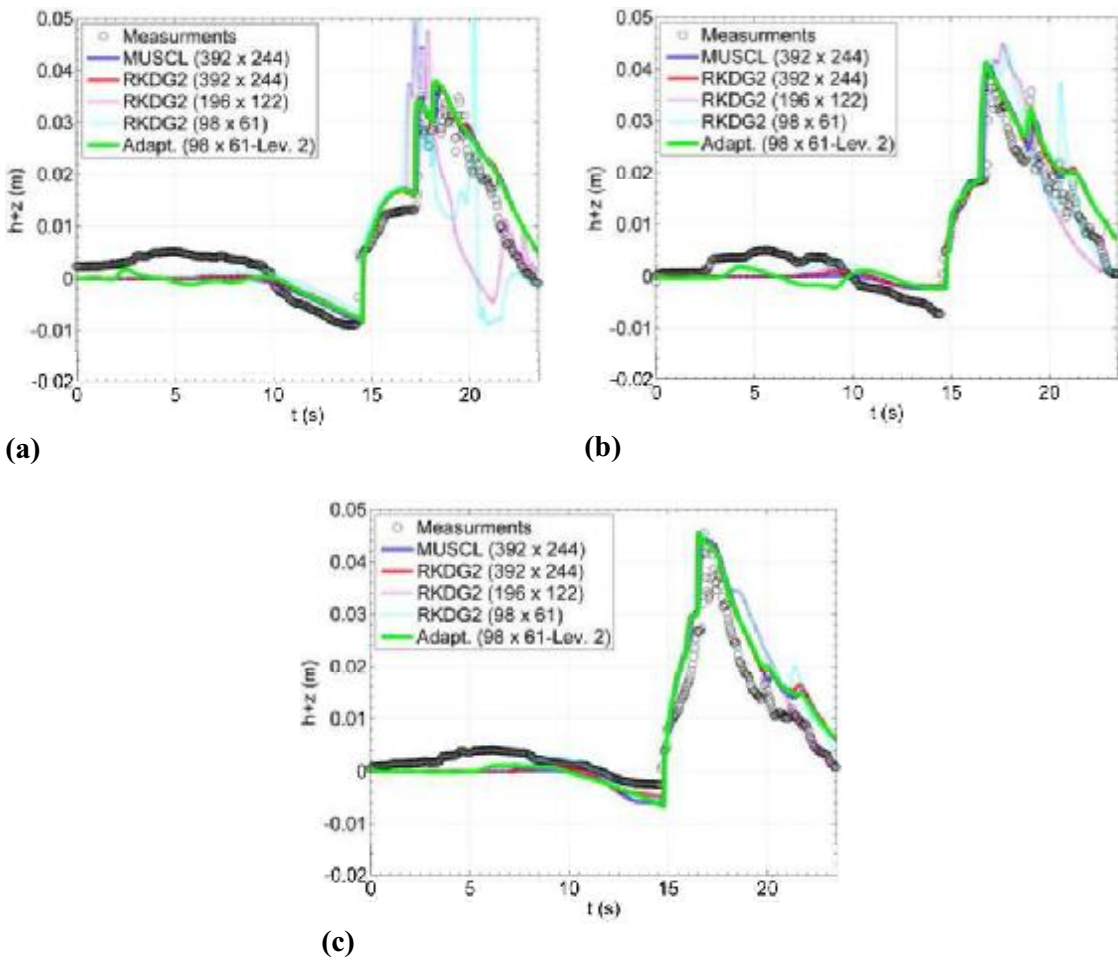 0.05
0.04
0.03
0.02
0.01
0
-0.01
-0.02
h+z (m)
Measurments
MUSCL (392 x 244)
RKDG2 (392 x 244)
RKDG2 (196 x 122)
RKDG2 (98 x 61)
Adapt. (98 x 61-Lev. 2)
0 5 10 15 20
t (s)
(a)
0.05
0.04
0.03
0.02
0.01
0
-0.01
-0.02
h+z (m)
Measurments
MUSCL (392 x 244)
RKDG2 (392 x 244)
RKDG2 (196 x 122)
RKDG2 (98 x 61)
Adapt. (98 x 61-Lev. 2)
0 5 10 15 20
t (s)
(b)
0.05
0.04
0.03
0.02
0.01
0
-0.01
-0.02
h+z (m)
Measurments
MUSCL (392 x 244)
RKDG2 (392 x 244)
RKDG2 (196 x 122)
RKDG2 (98 x 61)
Adapt. (98 x 61-Lev. 2)
0 5 10 15 20
t (s)
(c)